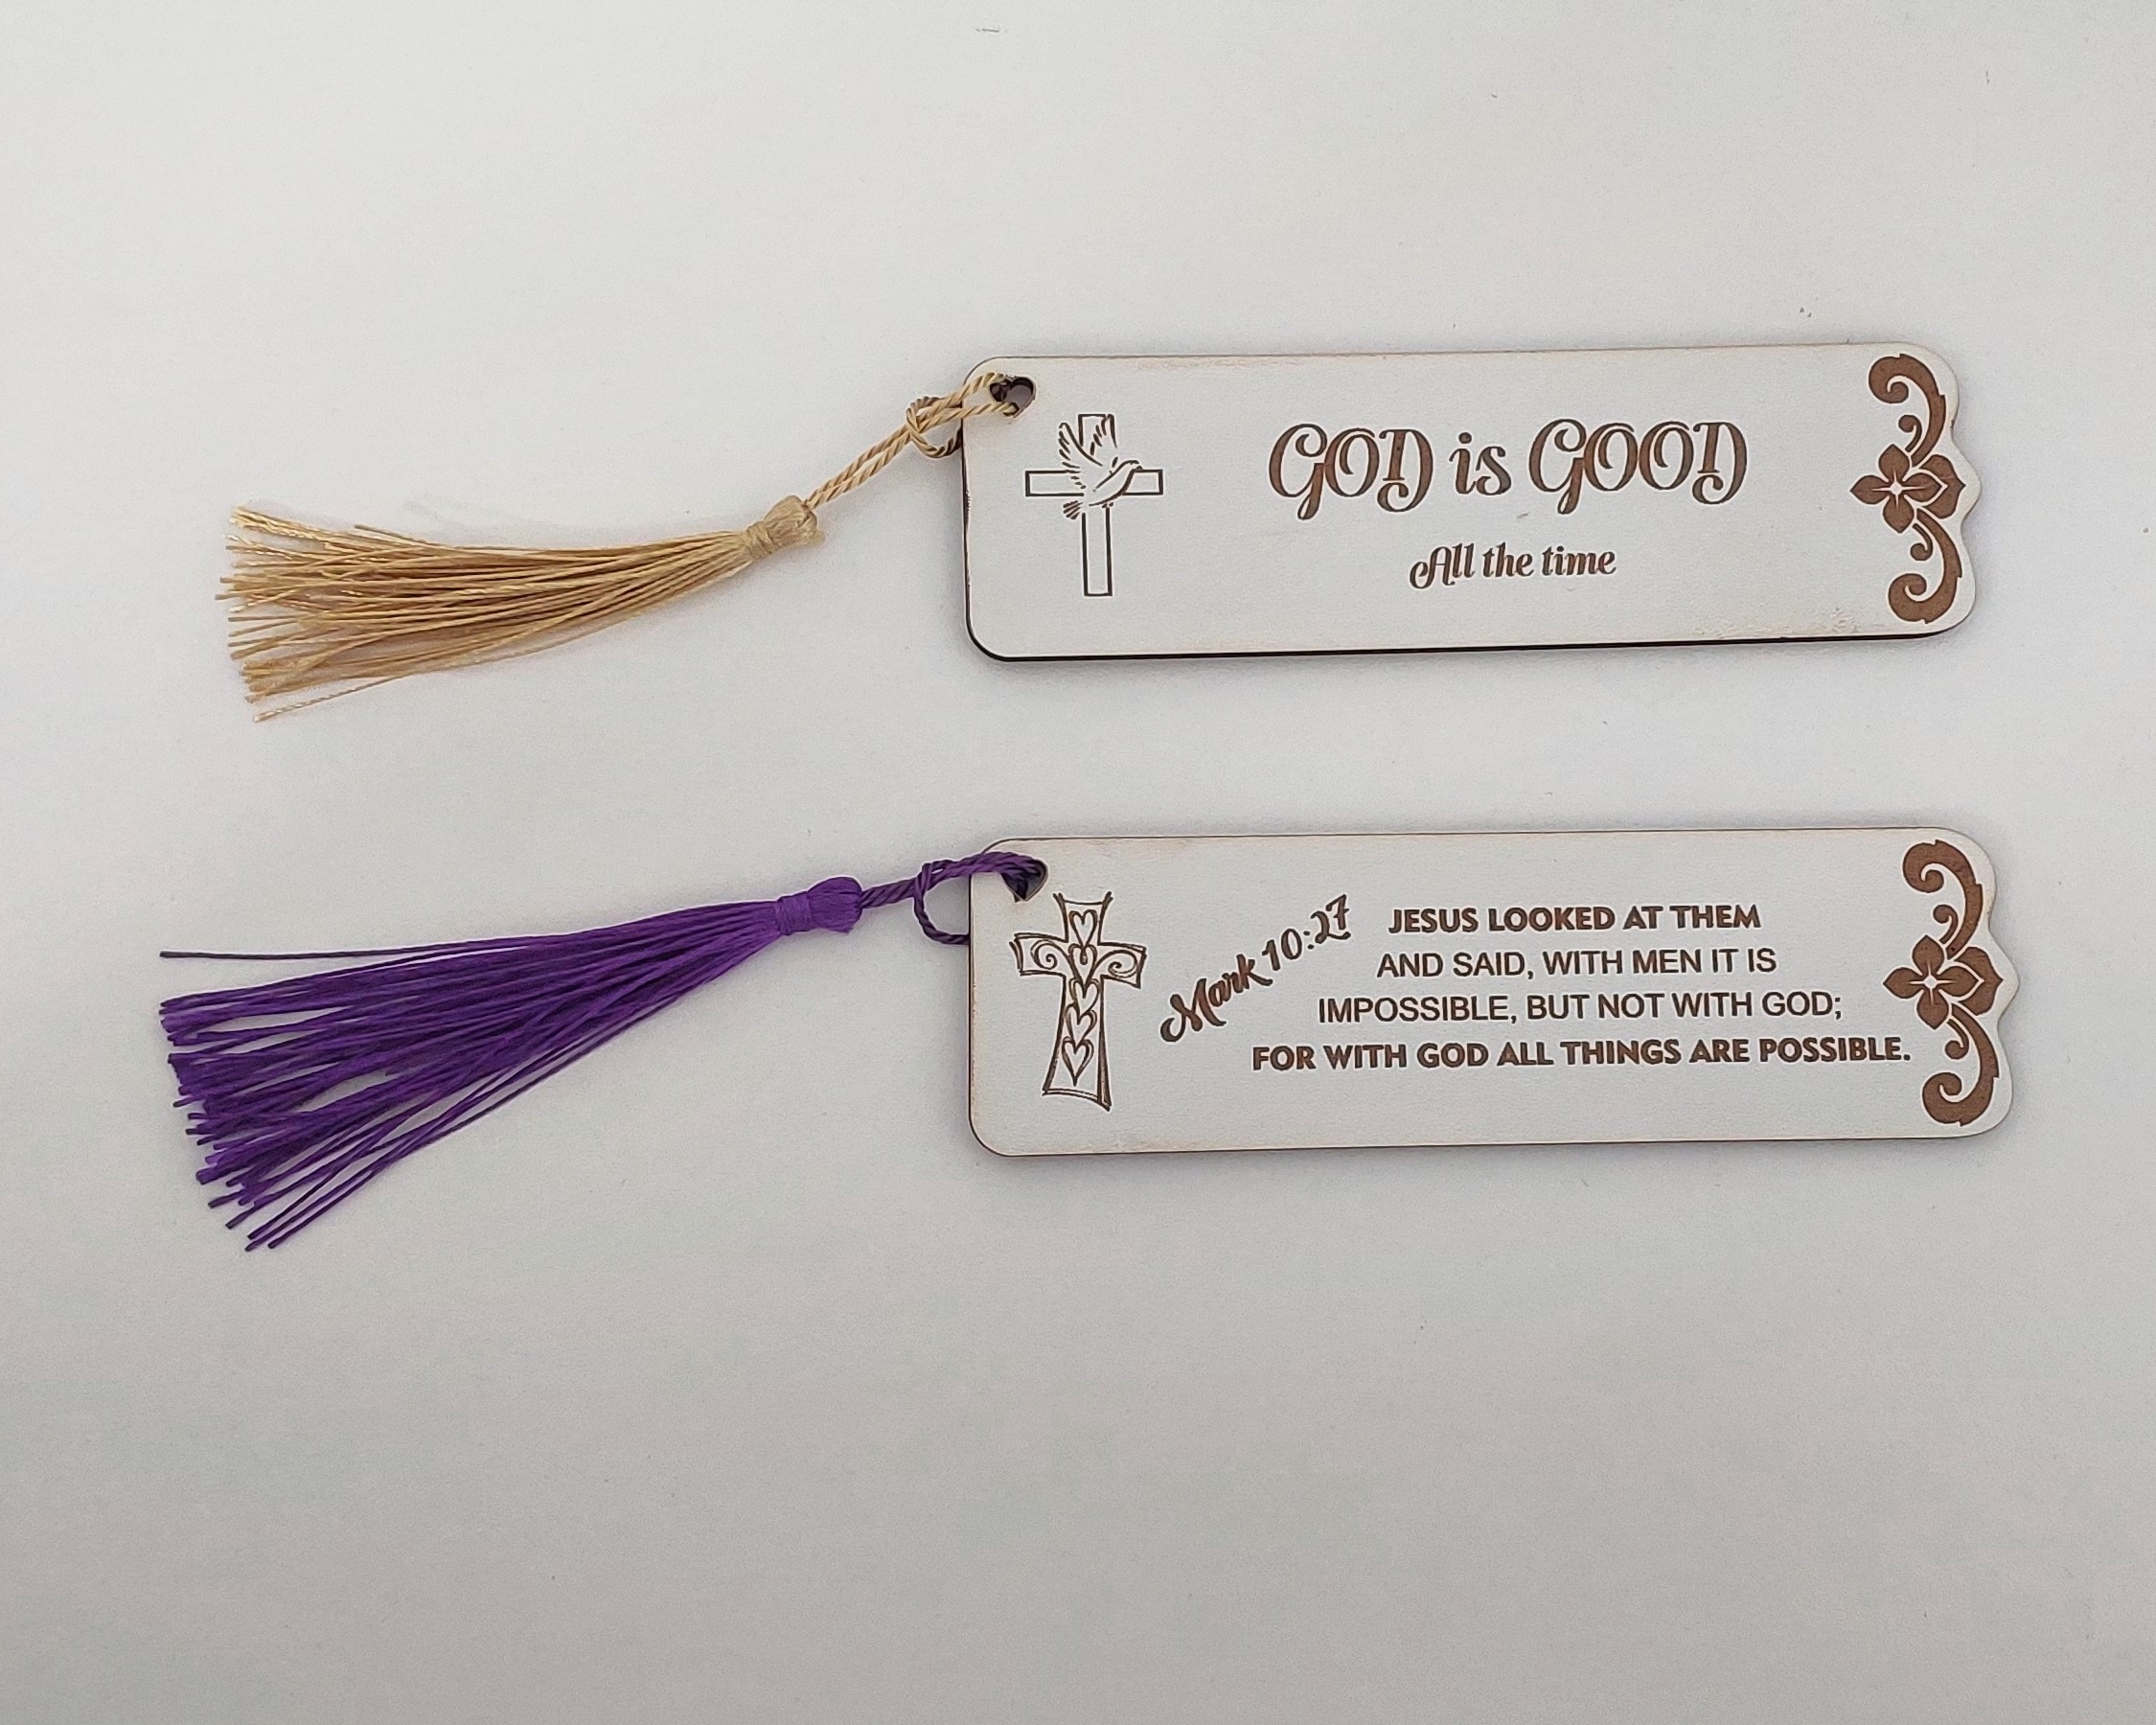 GOD is GOOD
All the time
Mark 10:27
JESUS LOOKED AT THEM
AND SAID, WITH MEN IT IS
IMPOSSIBLE, BUT NOT WITH GOD;
FOR WITH GOD ALL THINGS ARE POSSIBLE.